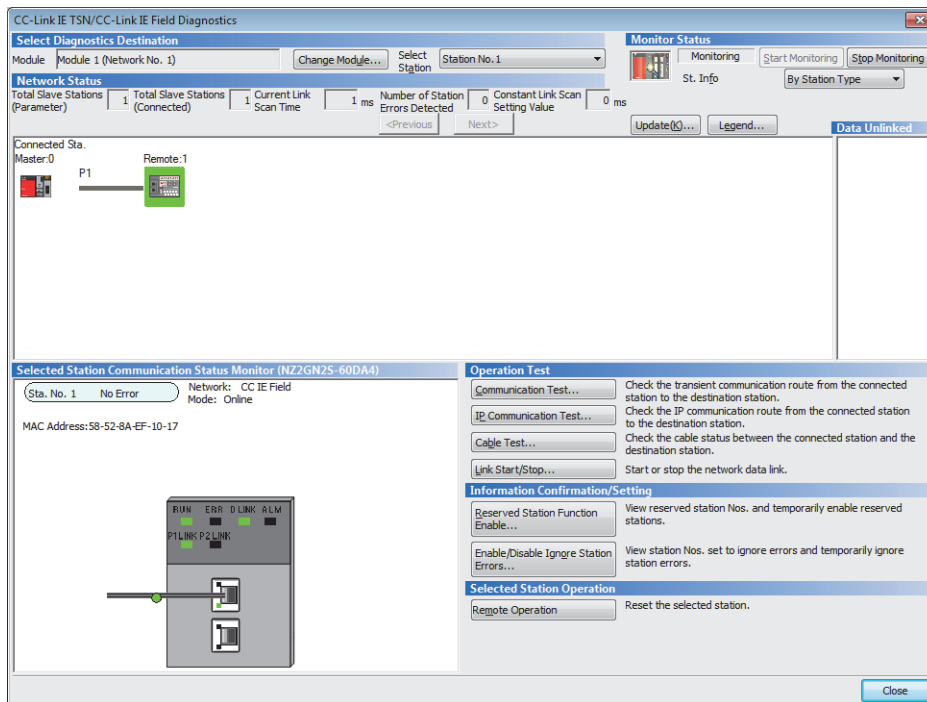 CC-Link IE TSN/CC-Link IE Field Diagnostics
Select Diagnostics Destination
Module Module 1 (Network No. 1) Change Module... Select Station Station No.1
Monitor Status
Monitoring Start Monitoring Stop Monitoring
St. Info By Station Type
Network Status
Total Slave Stations (Parameter) 1 Total Slave Stations (Connected) 1 Current Link Scan Time 1 ms Number of Station Errors Detected 0 Constant Link Scan Setting Value 0 ms
<Previous Next>
Update(K)... Legend...
Data Unlinked
Connected Sta.
Master:0 Remote:1
P1
Selected Station Communication Status Monitor (NZ2GN2S-60DA4)
Sta. No. 1 No Error
Network: CC IE Field
Mode: Online
MAC Address:58-52-8A-EF-10-17
RUN ERR D LINK ALM
P1LINK P2LINK
Operation Test
Communication Test... Check the transient communication route from the connected
station to the destination station.
IP Communication Test... Check the IP communication route from the connected station
to the destination station.
Cable Test... Check the cable status between the connected station and the
destination station.
Link Start/Stop... Start or stop the network data link.
Information Confirmation/Setting
Reserved Station Function Enable... View reserved station Nos. and temporarily enable reserved
stations.
Enable/Disable Ignore Station Errors... View station Nos. set to ignore errors and temporarily ignore
station errors.
Selected Station Operation
Remote Operation Reset the selected station.
Close